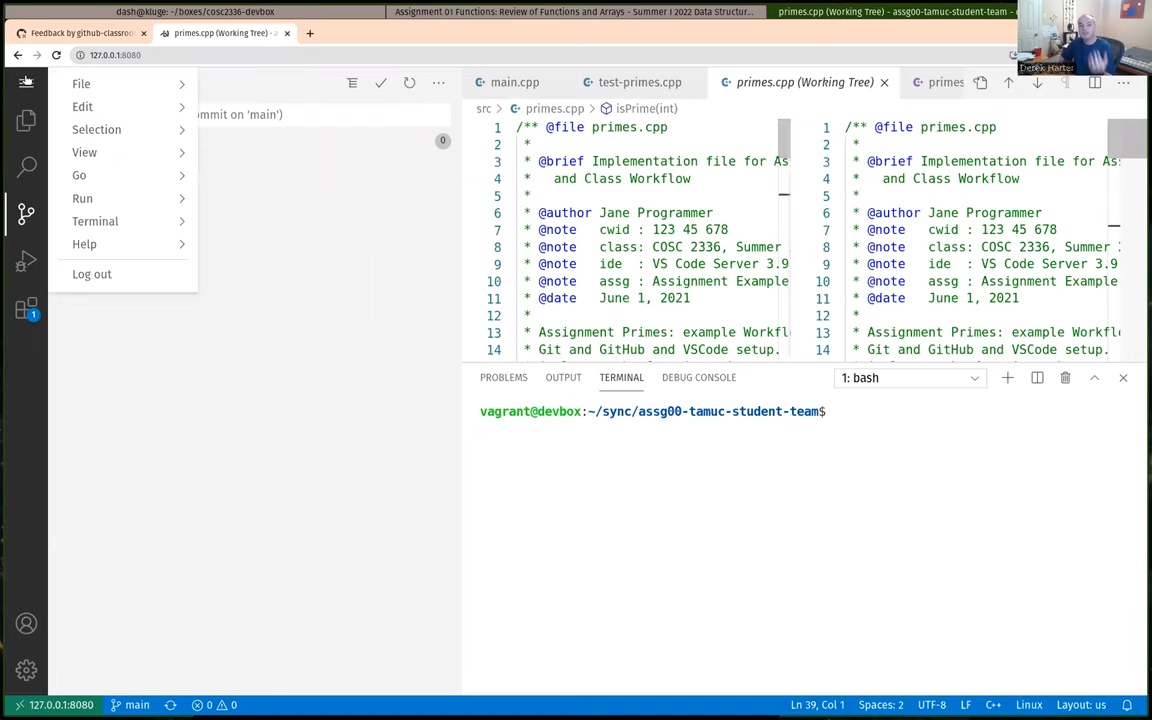 dash@kluge: ~/boxes/cosc2336-devbox
Assignment 01 Functions: Review of Functions and Arrays - Summer I 2022 Data Structur...
primes.cpp (Working Tree) - assg00-tamuc-student-team -
Feedback by github-classroo
primes.cpp (Working Tree) - a
127.0.0.1:8080
Derek Harter
File
Edit
Selection
View
Go
Run
Terminal
Help
Log out
ommit on 'main')
0
1
main.cpp
test-primes.cpp
primes.cpp (Working Tree)
primes
src > primes.cpp > isPrime(int)
1 /** @file primes.cpp
2 *
3 * @brief Implementation file for As
4 * and Class Workflow
5 *
6 * @author Jane Programmer
7 * @note cwid : 123 45 678
8 * @note class: COSC 2336, Summer
9 * @note ide : VS Code Server 3.9
10 * @note assg : Assignment Example
11 * @date June 1, 2021
12 *
13 * Assignment Primes: example Workfl
14 * Git and GitHub and VSCode setup.
1 /** @file primes.cpp
2 *
3 * @brief Implementation file for As
4 * and Class Workflow
5 *
6 * @author Jane Programmer
7 * @note cwid : 123 45 678
8 * @note class: COSC 2336, Summer 2
9 * @note ide : VS Code Server 3.9
10 * @note assg : Assignment Example
11 * @date June 1, 2021
12 *
13 * Assignment Primes: example Workfl
14 * Git and GitHub and VSCode setup.
PROBLEMS OUTPUT TERMINAL DEBUG CONSOLE
1: bash
vagrant@devbox:~/sync/assg00-tamuc-student-team$
127.0.0.1:8080 main 0 0
Ln 39, Col 1 Spaces: 2 UTF-8 LF C++ Linux Layout: us